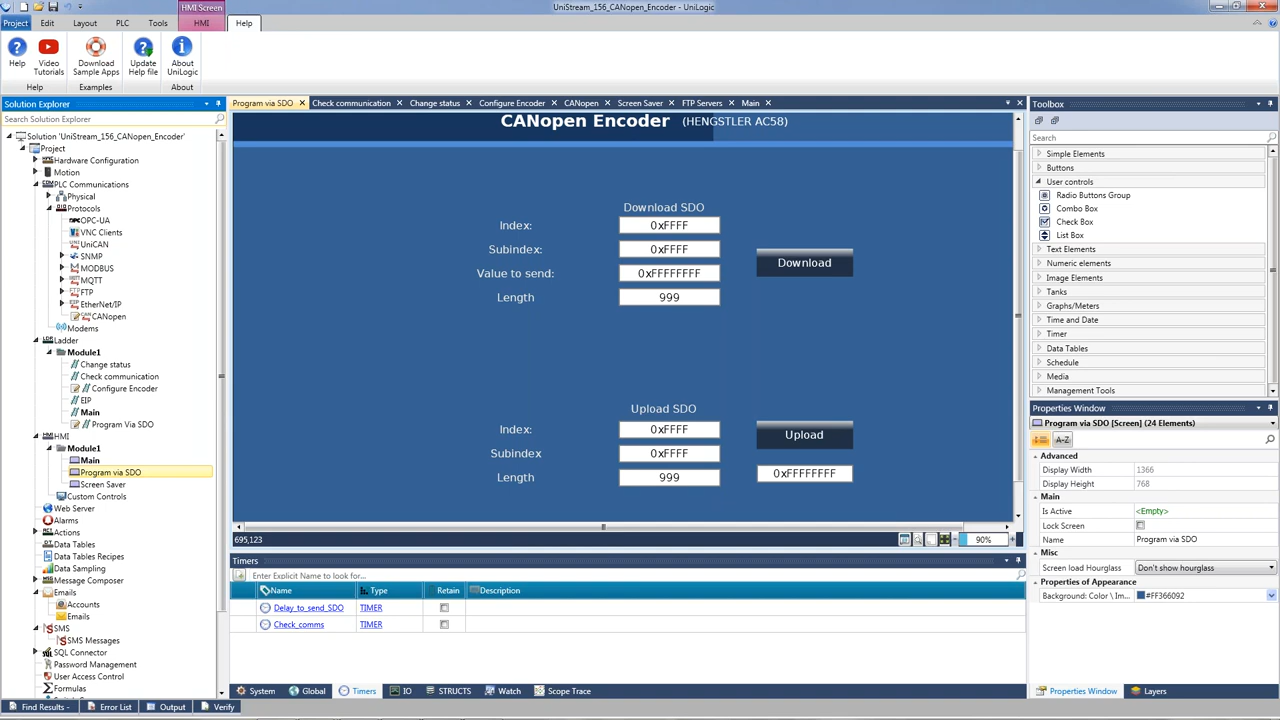 HMI Screen
UniStream_156_CANopen_Encoder - UniLogic
Project Edit Layout PLC Tools HMI Help
Help Video Tutorials Download Sample Apps Update Help file About UniLogic
Help Examples About
Solution Explorer
Search Solution Explorer
Solution 'UniStream_156_CANopen_Encoder'
Project
Hardware Configuration
Motion
PLC Communications
Physical
Protocols
OPC-UA
VNC Clients
UniCAN
SNMP
MODBUS
MQTT
FTP
EtherNet/IP
CANopen
Modems
Ladder
Module1
Change status
Check communication
Configure Encoder
EIP
Main
Program Via SDO
HMI
Module1
Main
Program via SDO
Screen Saver
Custom Controls
Web Server
Alarms
Actions
Data Tables
Data Tables Recipes
Data Sampling
Message Composer
Emails
Accounts
Emails
SMS
SMS Messages
SQL Connector
Password Management
User Access Control
Formulas
Program via SDO Check communication Change status Configure Encoder CANopen Screen Saver FTP Servers Main
CANopen Encoder (HENGSTLER AC58)
Download SDO
Index: 0xFFFF
Subindex: 0xFFFF
Download
Value to send: 0xFFFFFFFF
Length 999
Upload SDO
Index: 0xFFFF
Upload
Subindex 0xFFFF
Length 999
0xFFFFFFFF
695,123 90%
Timers
Enter Explicit Name to look for...
Name Type Retain Description
Delay_to_send_SDO TIMER
Check_comms TIMER
System Global Timers IO STRUCTS Watch Scope Trace
Toolbox
Search
Simple Elements
Buttons
User controls
Radio Buttons Group
Combo Box
Check Box
List Box
Text Elements
Numeric elements
Image Elements
Tanks
Graphs/Meters
Time and Date
Timer
Data Tables
Schedule
Media
Management Tools
Properties Window
Program via SDO [Screen] (24 Elements)
A-Z
Advanced
Display Width 1366
Display Height 768
Main
Is Active <Empty>
Lock Screen
Name Program via SDO
Misc
Screen load Hourglass Don't show hourglass
Properties of Appearance
Background: Color \ Im... #FF366092
Properties Window Layers
Find Results - Error List Output Verify